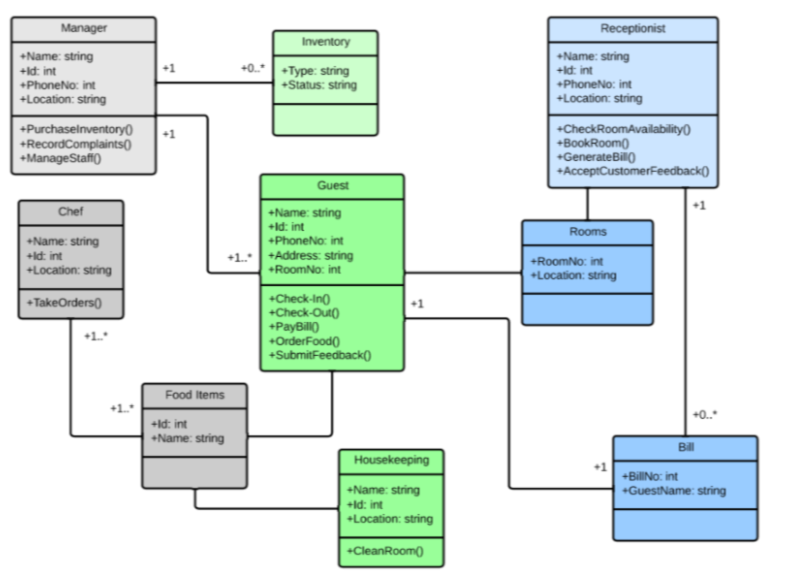 Manager
+Name: string
+Id: int
+PhoneNo: int
+Location: string
+PurchaseInventory()
+RecordComplaints()
+ManageStaff()
+1
+0..*
+1
Inventory
+Type: string
+Status: string
Receptionist
+Name: string
+Id: int
+PhoneNo: int
+Location: string
+CheckRoomAvailability()
+BookRoom()
+GenerateBill()
+AcceptCustomerFeedback()
+1
Chef
+Name: string
+Id: int
+Location: string
+TakeOrders()
+1..*
+1..*
Guest
+Name: string
+Id: int
+PhoneNo: int
+Address: string
+RoomNo: int
+Check-In()
+Check-Out()
+PayBill()
+OrderFood()
+SubmitFeedback()
+1
Rooms
+RoomNo: int
+Location: string
+1..*
Food Items
+Id: int
+Name: string
Housekeeping
+Name: string
+Id: int
+Location: string
+CleanRoom()
+0..*
+1
Bill
+BillNo: int
+GuestName: string